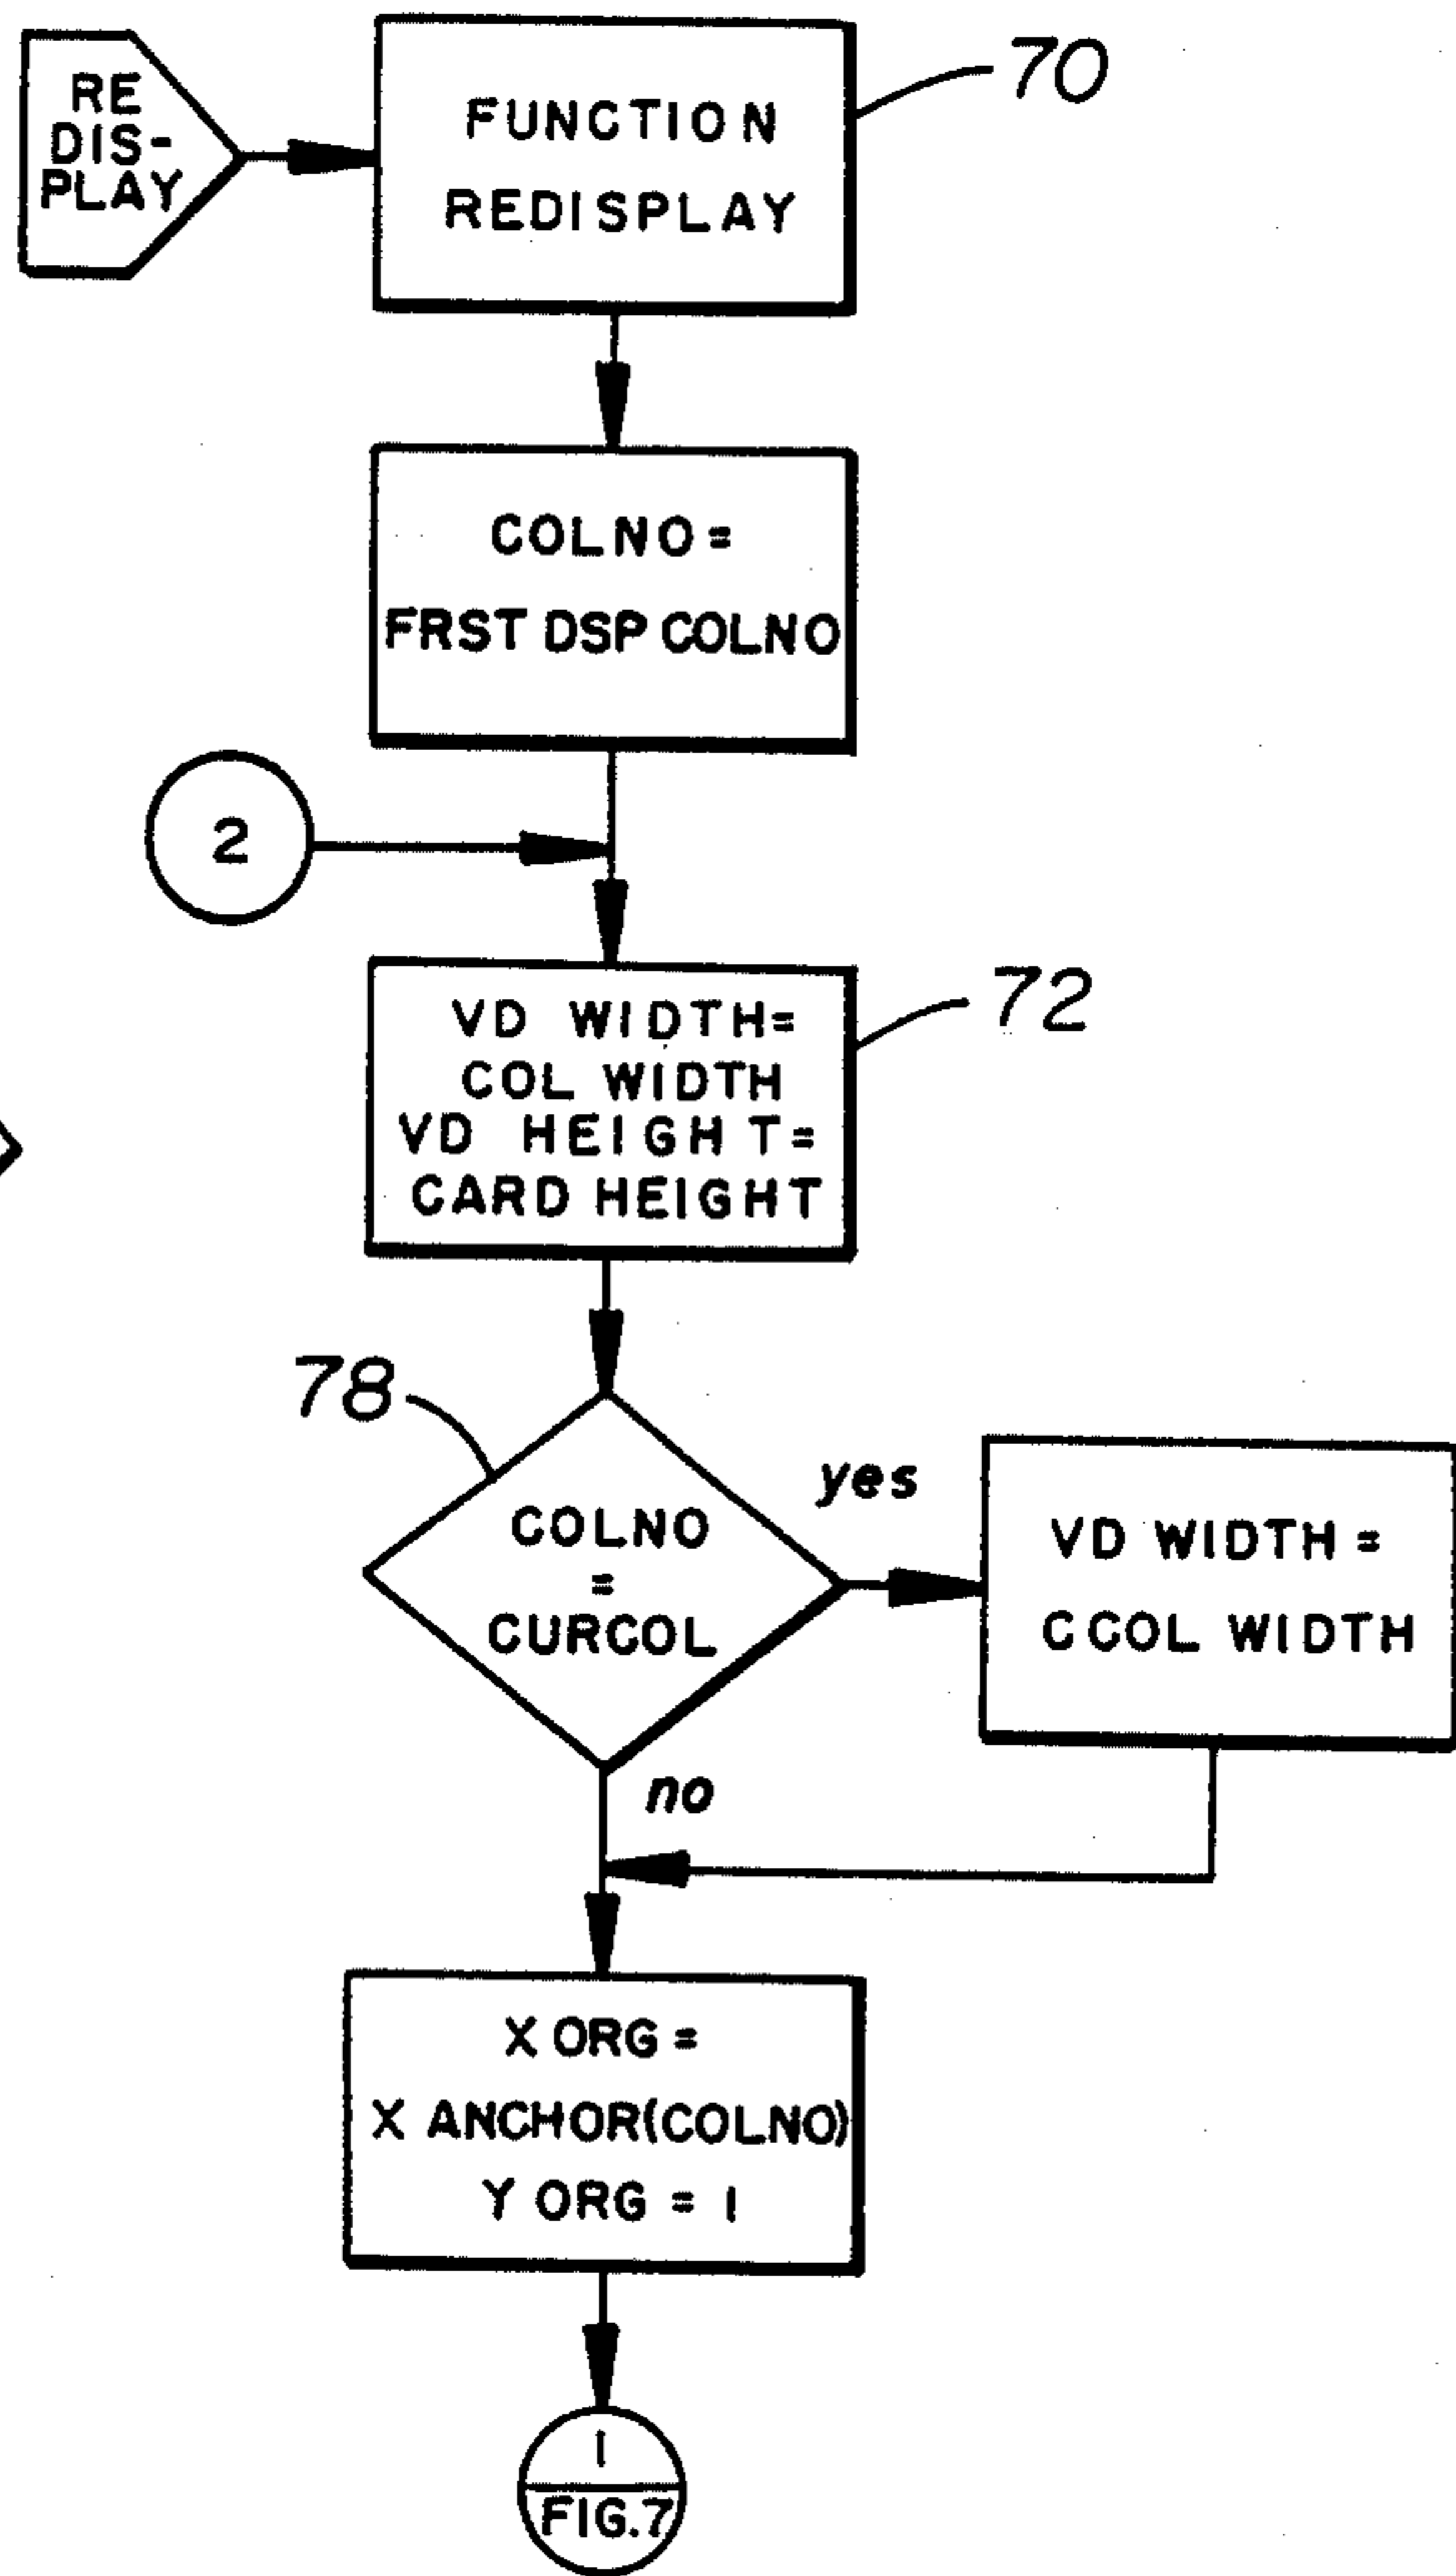 RE
DIS-
PLAY
FUNCTION
REDISPLAY
70
COLNO =
FRST DSP COLNO
2
VD WIDTH=
COL WIDTH
VD HEIGHT=
CARD HEIGHT
72
78
COLNO
=
CURCOL
yes
VD WIDTH =
CCOL WIDTH
no
X ORG =
X ANCHOR(COLNO)
Y ORG = 1
1
FIG.7